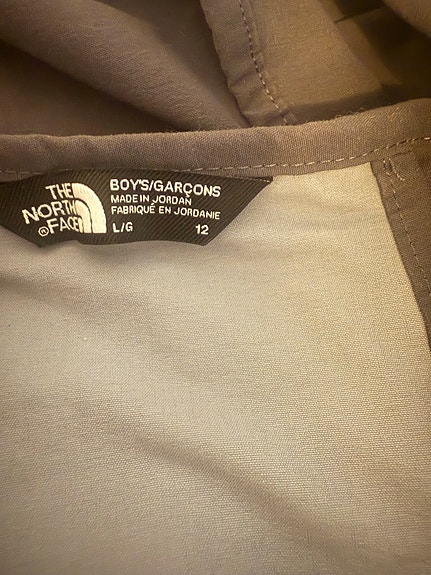 THE
NORTH
FACE®
BOY'S/GARÇONS
MADE IN JORDAN
FABRIQUÉ EN JORDANIE
L/G 12